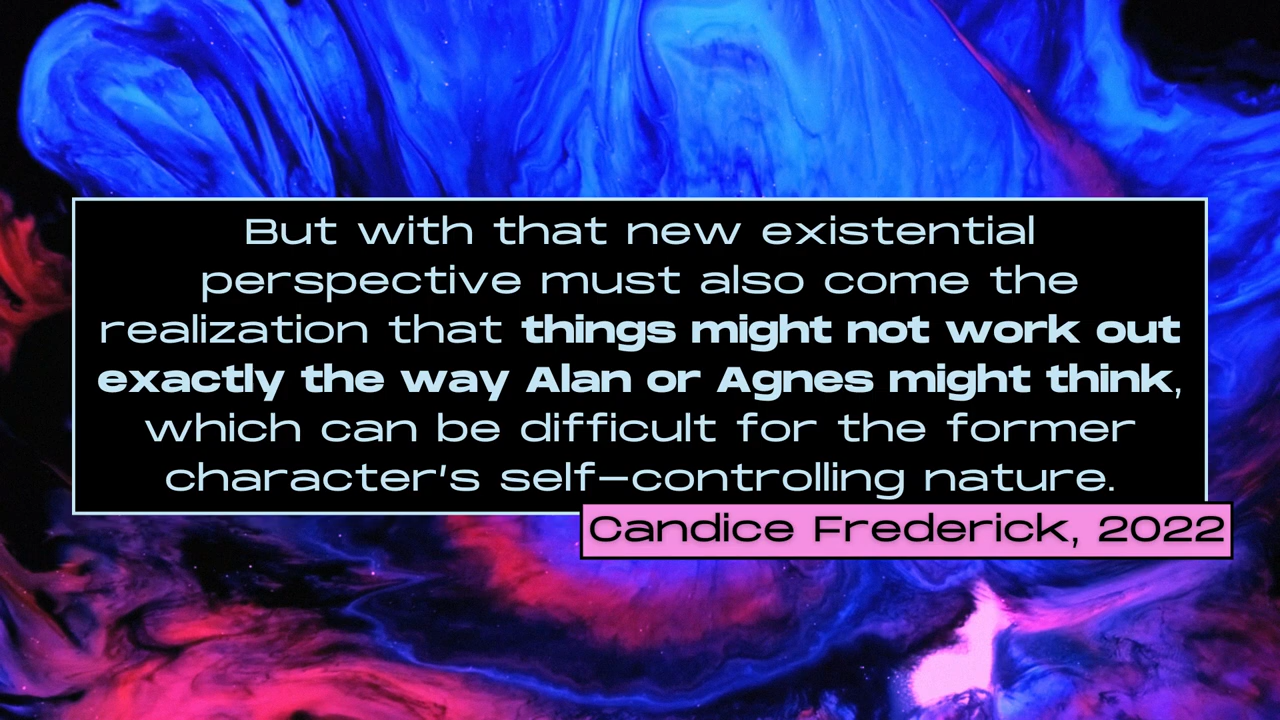 But with that new existential
perspective must also come the
realization that things might not work out
exactly the way Alan or Agnes might think,
which can be difficult for the former
character's self-controlling nature.
Candice Frederick, 2022